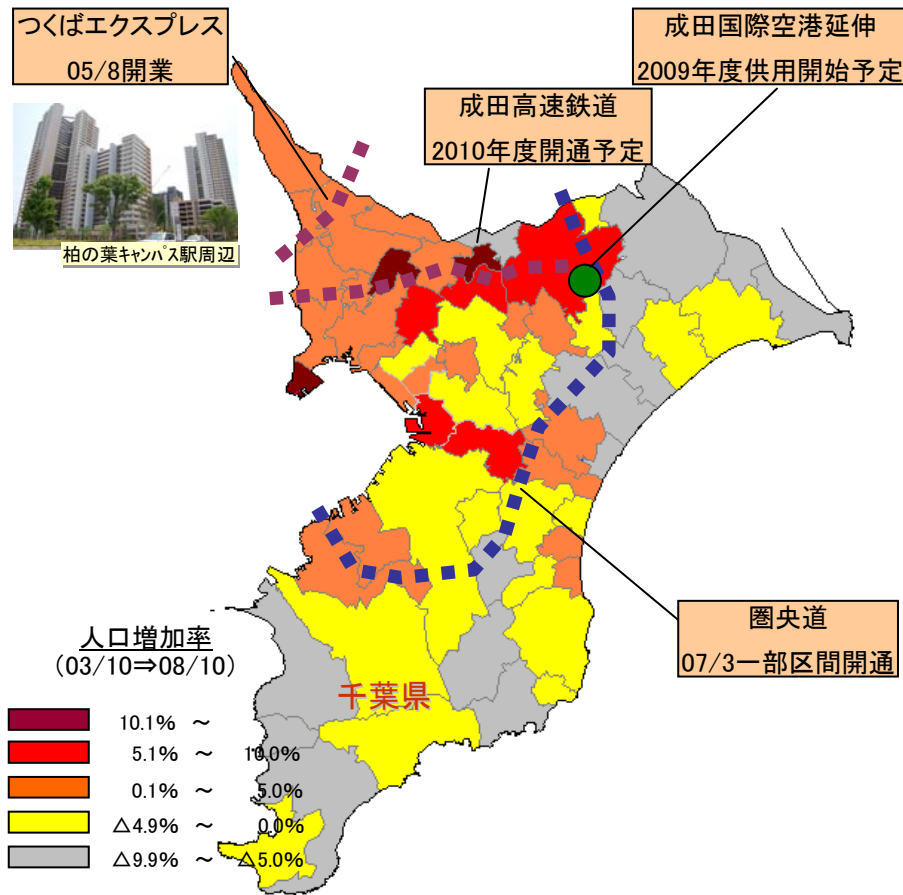 つくばエクスプレス
05/8開業
成田国際空港延伸
2009年度供用開始予定
成田高速鉄道
2010年度開通予定
柏の葉キャンパス駅周辺
圏央道
07/3一部区間開通
人口増加率
(03/10⇒08/10)
千葉県
10.1% ～
5.1% ～ 10.0%
0.1% ～ 5.0%
△4.9% ～ 0.0%
△9.9% ～ △5.0%